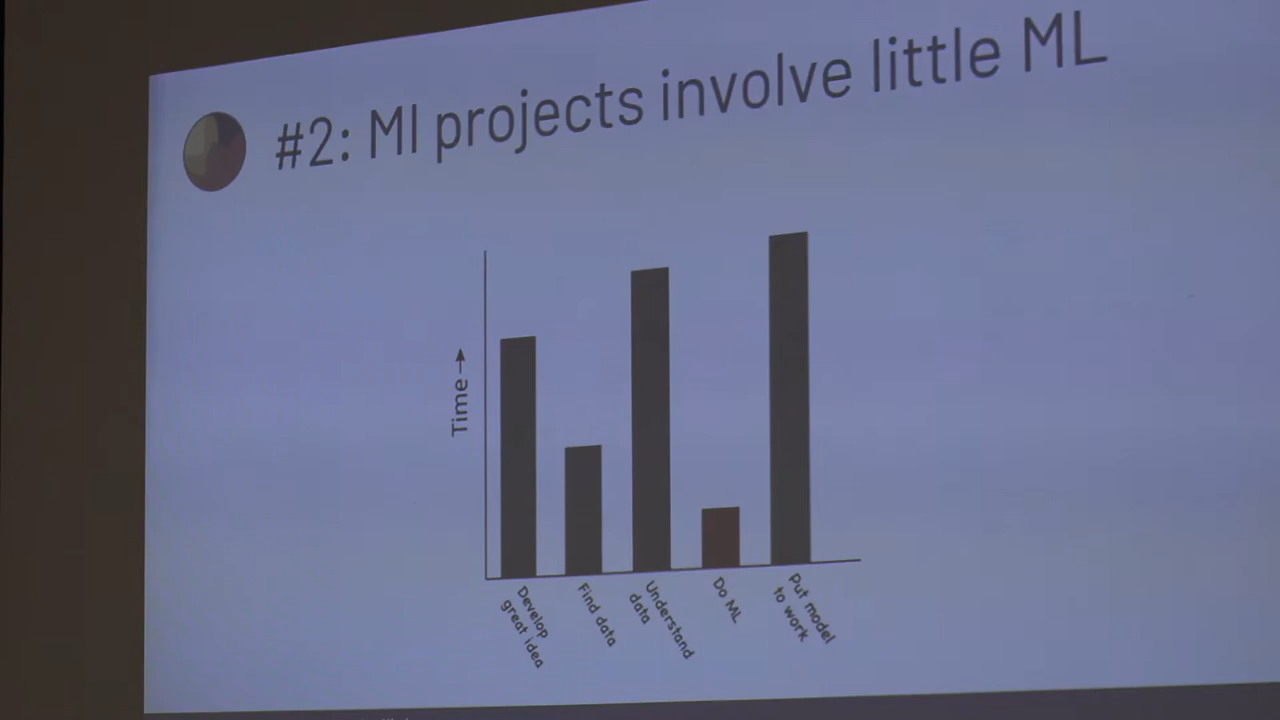 #2: Ml projects involve little ML
Time →
Develop
great idea
Find data
Understand
data
Do ML
Put model
to work